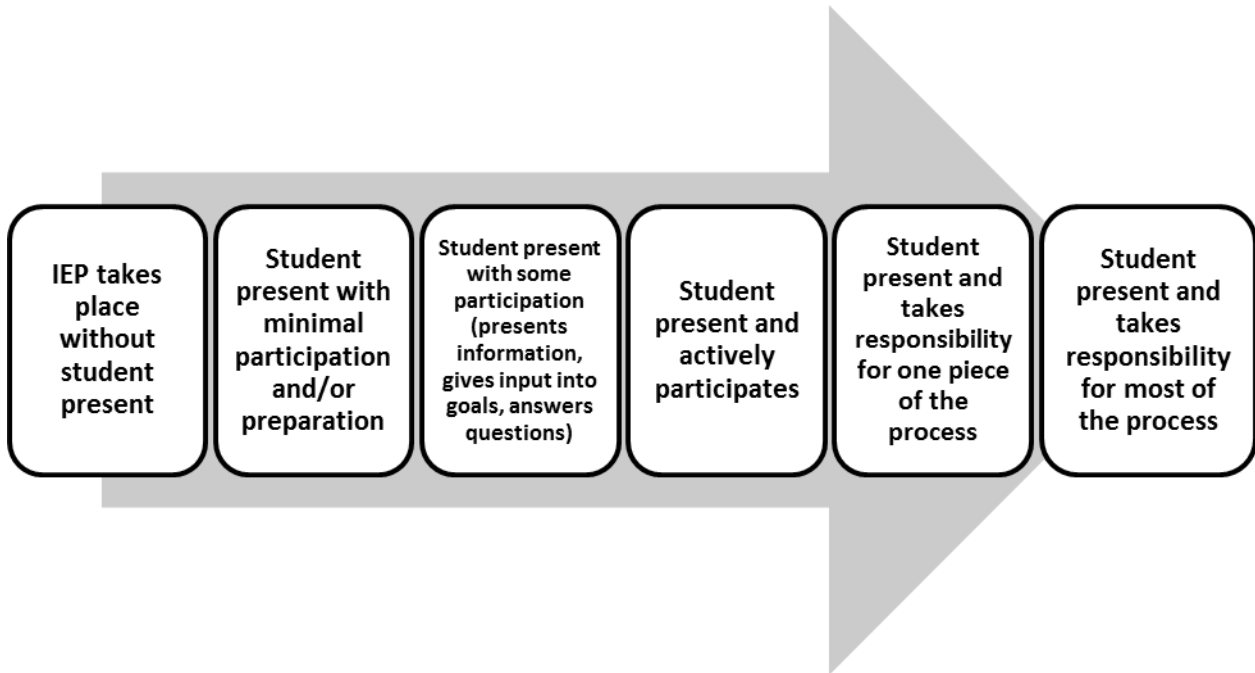 IEP takes
place
without
student
present
Student
present with
minimal
participation
and/or
preparation
Student present
with some
participation
(presents
information,
gives input into
goals, answers
questions)
Student
present and
actively
participates
Student
present and
takes
responsibility
for one piece
of the
process
Student
present and
takes
responsibility
for most of
the process